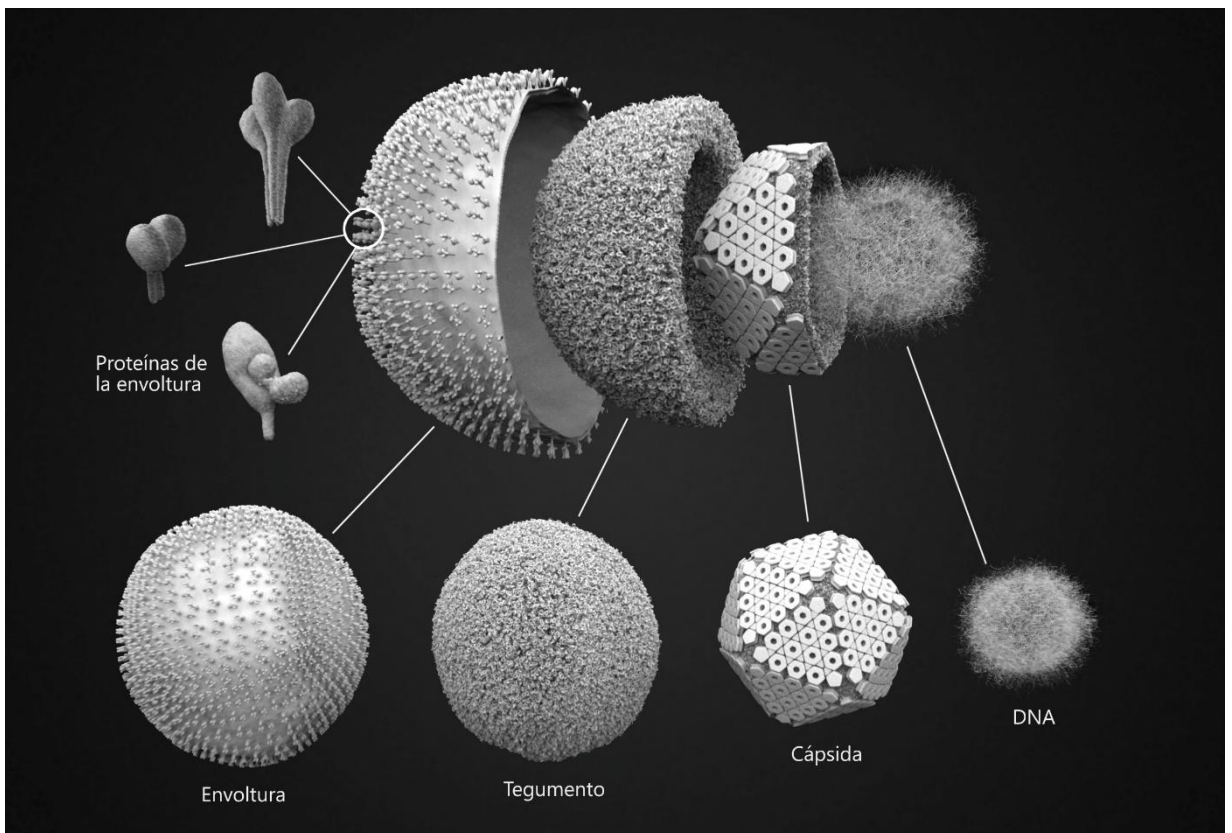 Proteínas de
la envoltura
Envoltura
Tegumento
Cápsida
DNA